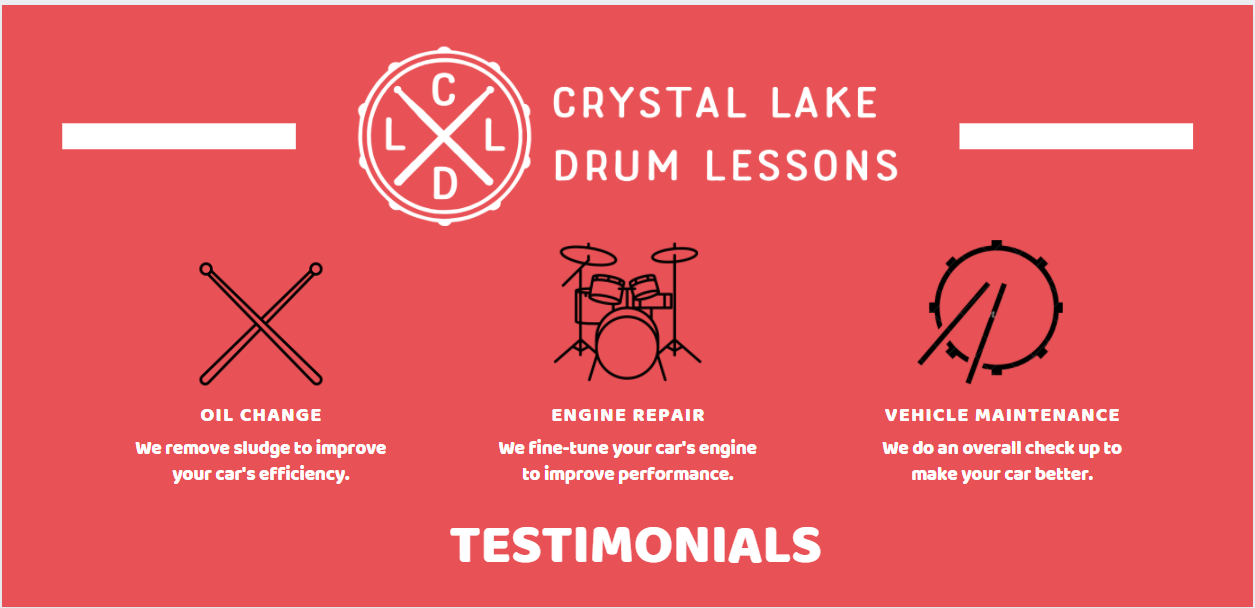 C
L L
D
CRYSTAL LAKE
DRUM LESSONS
OIL CHANGE
We remove sludge to improve
your car's efficiency.
ENGINE REPAIR
We fine-tune your car's engine
to improve performance.
VEHICLE MAINTENANCE
We do an overall check up to
make your car better.
TESTIMONIALS